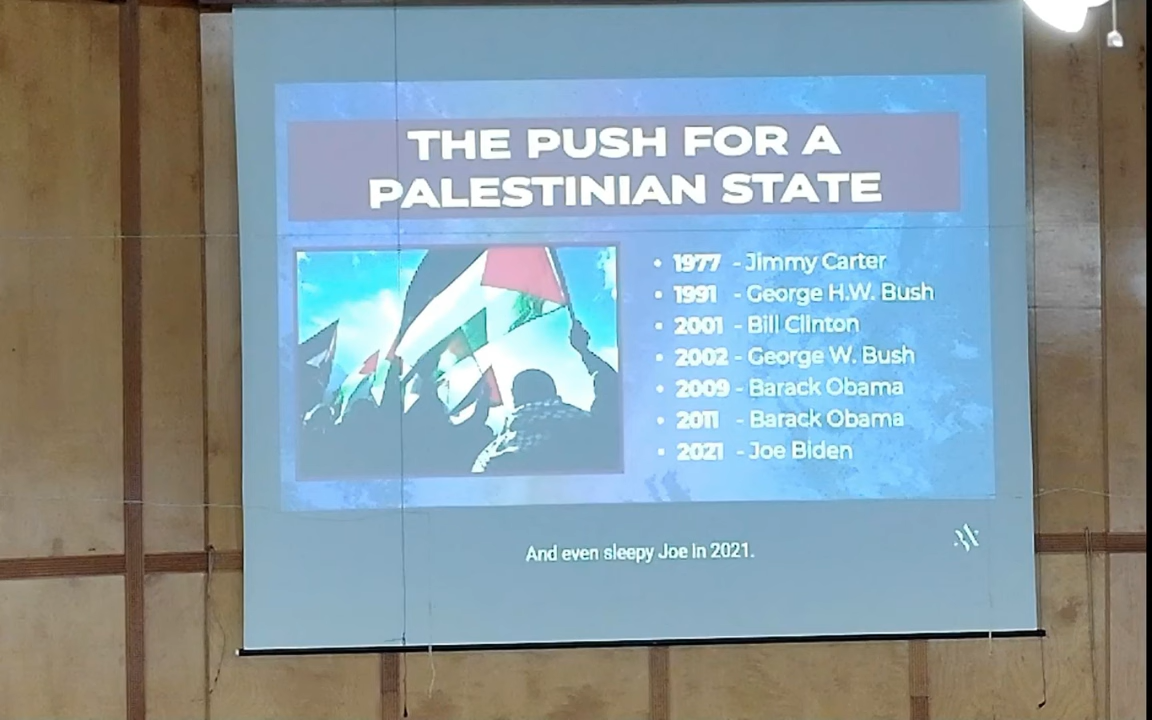 THE PUSH FOR A
PALESTINIAN STATE
• 1977 - Jimmy Carter
• 1991 - George H.W. Bush
• 2001 - Bill Clinton
• 2002 - George W. Bush
• 2009 - Barack Obama
• 2011 - Barack Obama
• 2021 - Joe Biden
And even sleepy Joe in 2021.